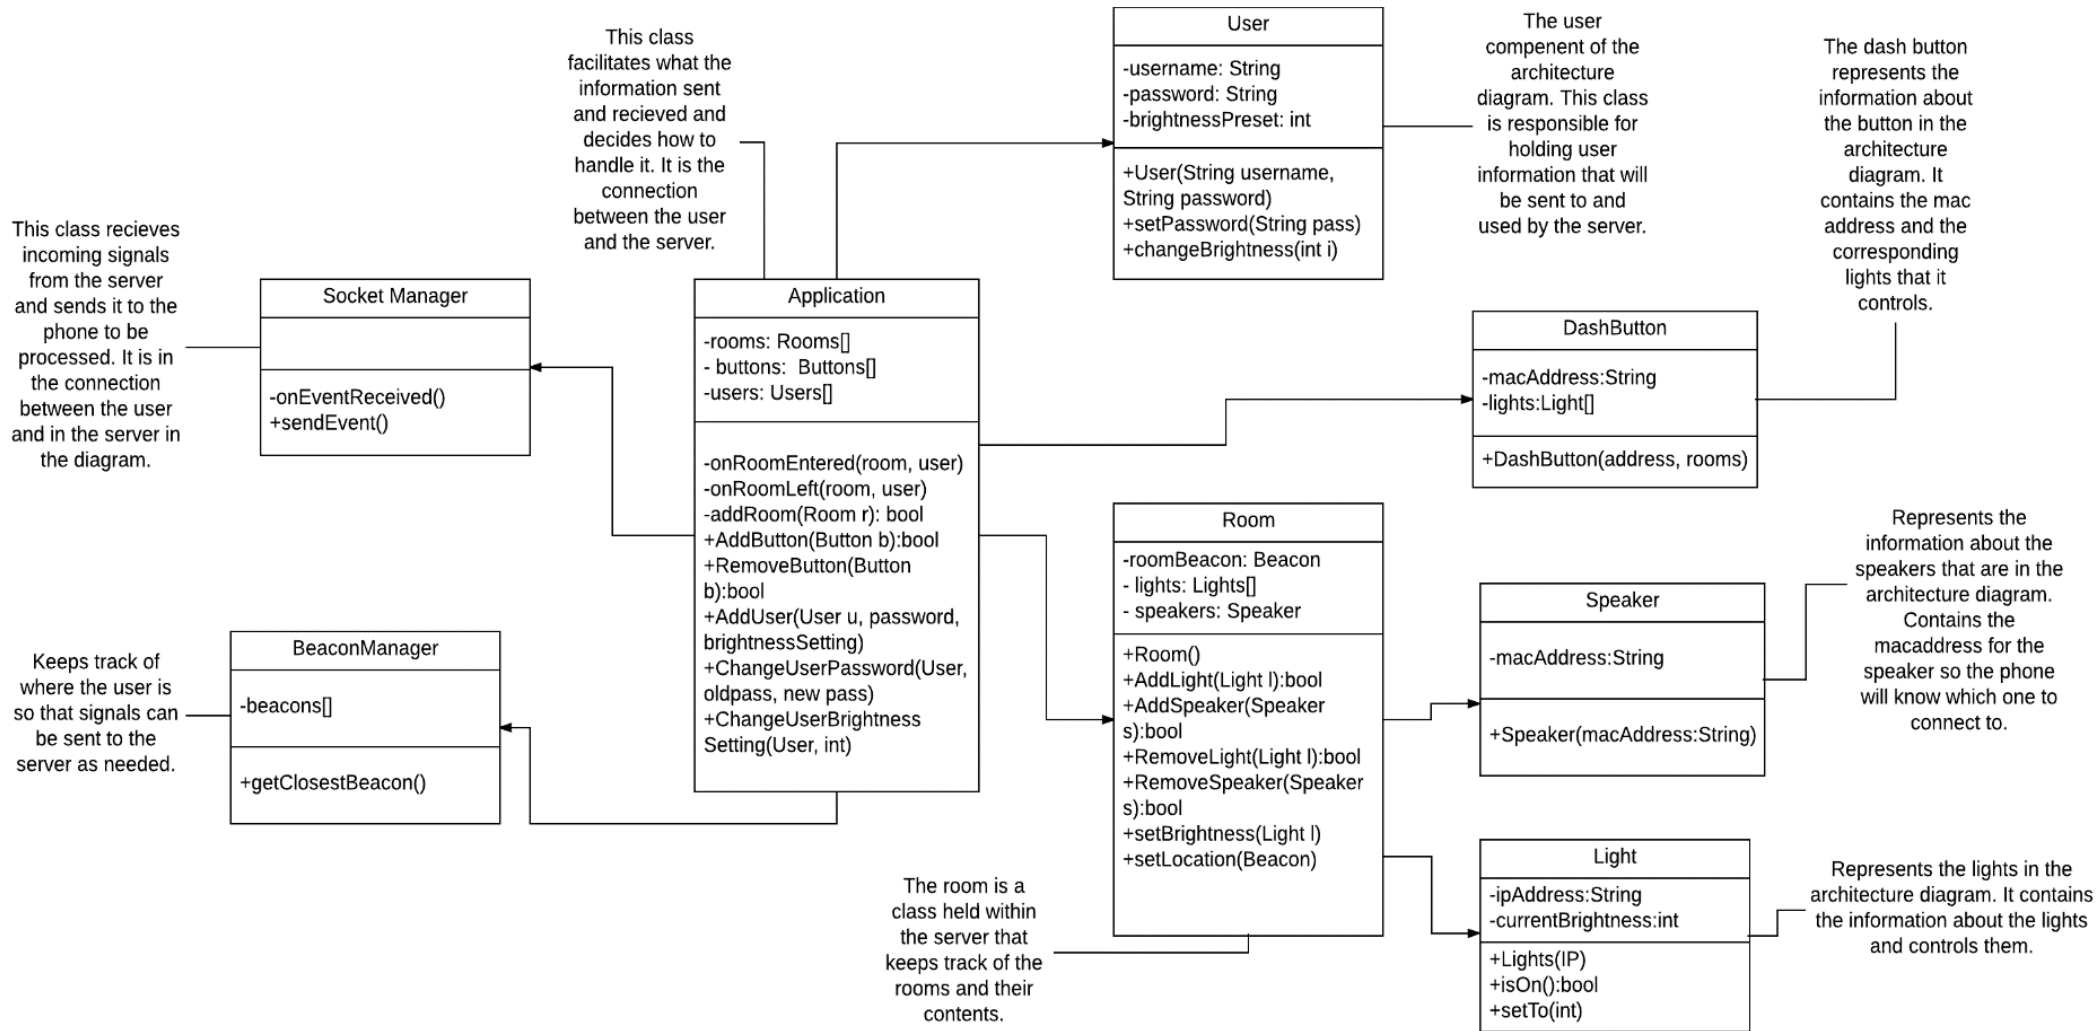 This class
facilitates what the
information sent
and recieved and
decides how to
handle it. It is the
connection
between the user
and the server.
User
-username: String
-password: String
-brightnessPreset: int
+User(String username,
String password)
+setPassword(String pass)
+changeBrightness(int i)
The user
compenent of the
architecture
diagram. This class
is responsible for
holding user
information that will
be sent to and
used by the server.
The dash button
represents the
information about
the button in the
architecture
diagram. It
contains the mac
address and the
corresponding
lights that it
controls.
This class recieves
incoming signals
from the server
and sends it to the
phone to be
processed. It is in
the connection
between the user
and in the server in
the diagram.
Socket Manager
-onEventReceived()
+sendEvent()
Application
-rooms: Rooms[]
- buttons:  Buttons[]
-users: Users[]
-onRoomEntered(room, user)
-onRoomLeft(room, user)
-addRoom(Room r): bool
+AddButton(Button b):bool
+RemoveButton(Button
b):bool
+AddUser(User u, password,
brightnessSetting)
+ChangeUserPassword(User,
oldpass, new pass)
+ChangeUserBrightness
Setting(User, int)
DashButton
-macAddress:String
-lights:Light[]
+DashButton(address, rooms)
Keeps track of
where the user is
so that signals can
be sent to the
server as needed.
BeaconManager
-beacons[]
+getClosestBeacon()
Room
-roomBeacon: Beacon
- lights: Lights[]
- speakers: Speaker
+Room()
+AddLight(Light l):bool
+AddSpeaker(Speaker
s):bool
+RemoveLight(Light l):bool
+RemoveSpeaker(Speaker
s):bool
+setBrightness(Light l)
+setLocation(Beacon)
Speaker
-macAddress:String
+Speaker(macAddress:String)
Represents the
information about the
speakers that are in the
architecture diagram.
Contains the
macaddress for the
speaker so the phone
will know which one to
connect to.
The room is a
class held within
the server that
keeps track of the
rooms and their
contents.
Light
-ipAddress:String
-currentBrightness:int
+Lights(IP)
+isOn():bool
+setTo(int)
Represents the lights in the
architecture diagram. It contains
the information about the lights
and controls them.